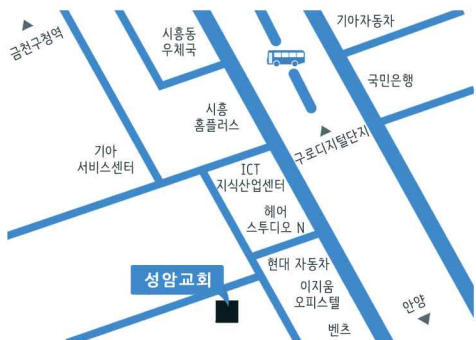 금천구청역
시흥동
우체국
기아자동차
국민은행
시흥
홈플러스
구로디지털단지
기아
서비스센터
ICT
지식산업센터
헤어
스투디오 N
현대 자동차
성암교회
이지움
오피스텔
안양
벤츠